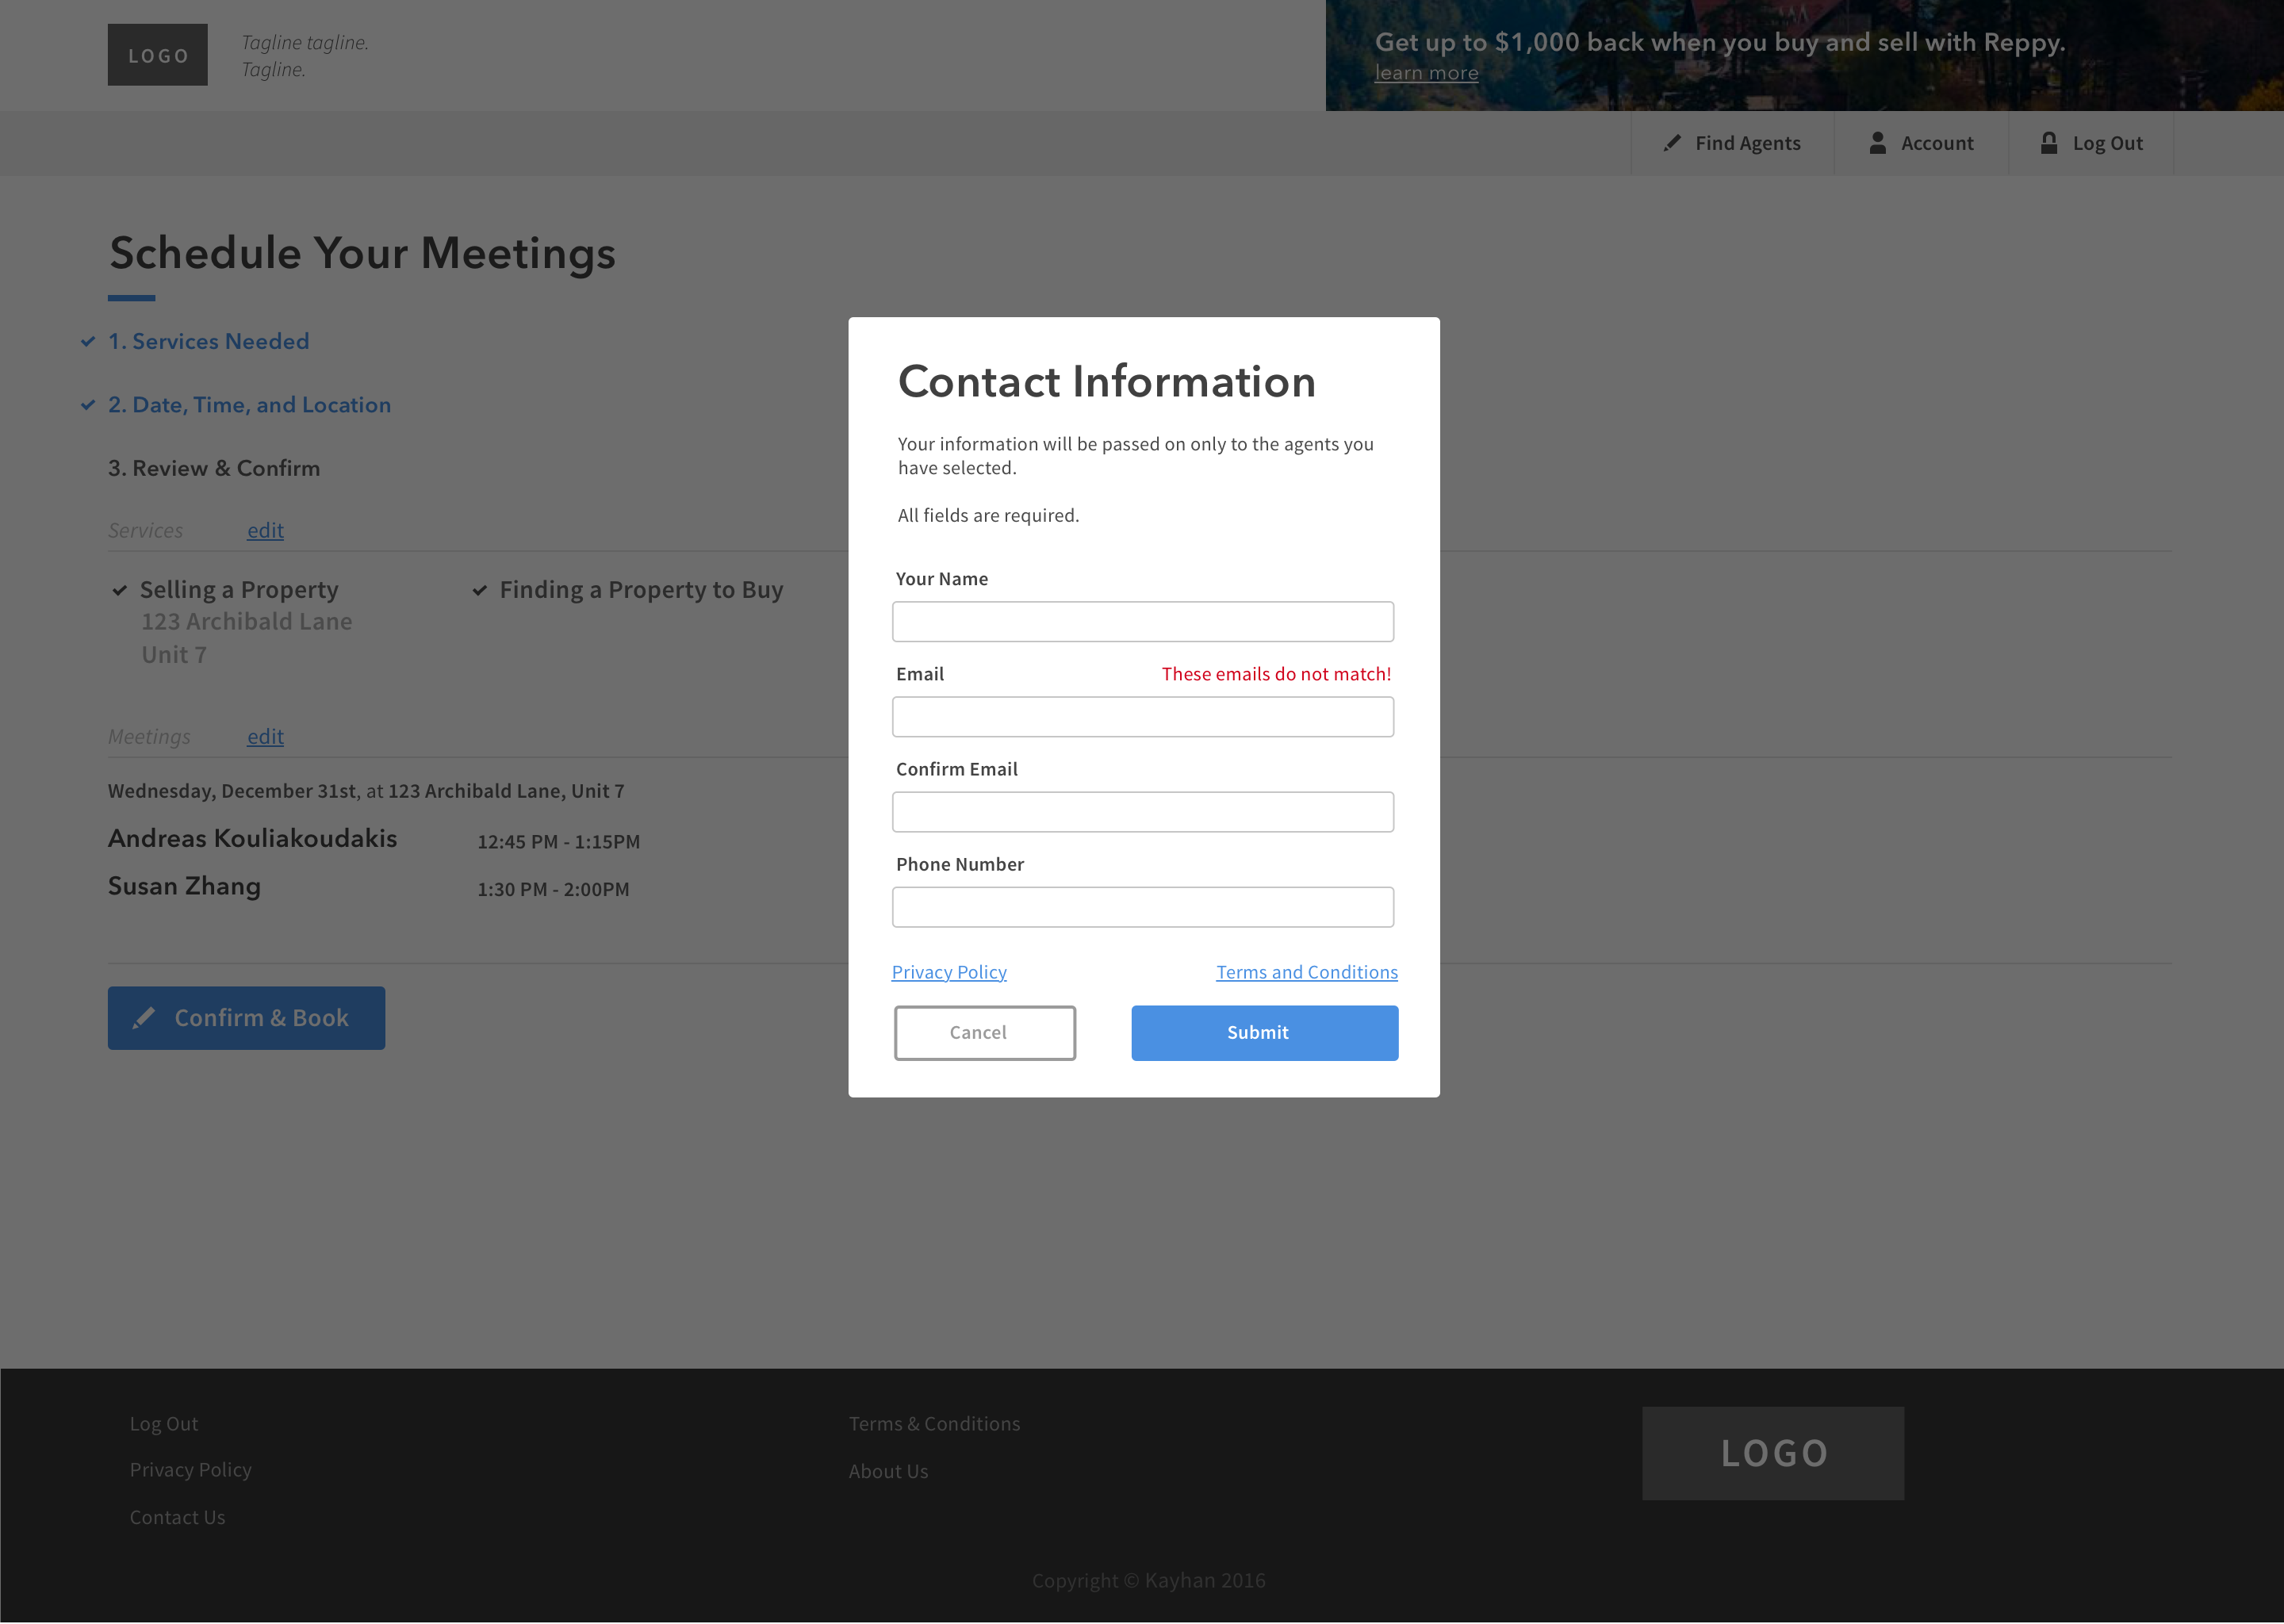 LOGO
Tagline tagline.
Tagline.
Get up to $1,000 back when you buy and sell with Reppy.
learn more
Find Agents
Account
Log Out
Schedule Your Meetings
1. Services Needed
2. Date, Time, and Location
3. Review & Confirm
Services edit
Selling a Property
123 Archibald Lane
Unit 7
Finding a Property to Buy
Meetings edit
Wednesday, December 31st, at 123 Archibald Lane, Unit 7
Andreas Kouliakoudakis 12:45 PM - 1:15PM
Susan Zhang 1:30 PM - 2:00PM
Confirm & Book
Contact Information
Your information will be passed on only to the agents you
have selected.
All fields are required.
Your Name
Email These emails do not match!
Confirm Email
Phone Number
Privacy Policy Terms and Conditions
Cancel Submit
Log Out
Privacy Policy
Contact Us
Terms & Conditions
About Us
LOGO
Copyright © Kayhan 2016